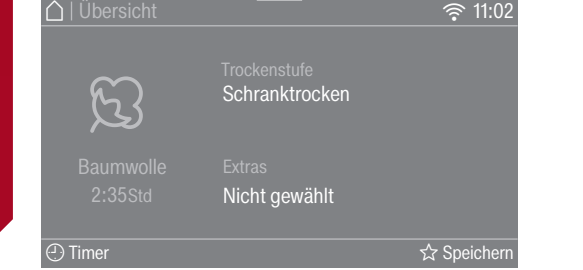 | Übersicht 11:02
Trockenstufe
Schranktrocken
Baumwolle
2:35Std
Extras
Nicht gewählt
Timer
Speichern